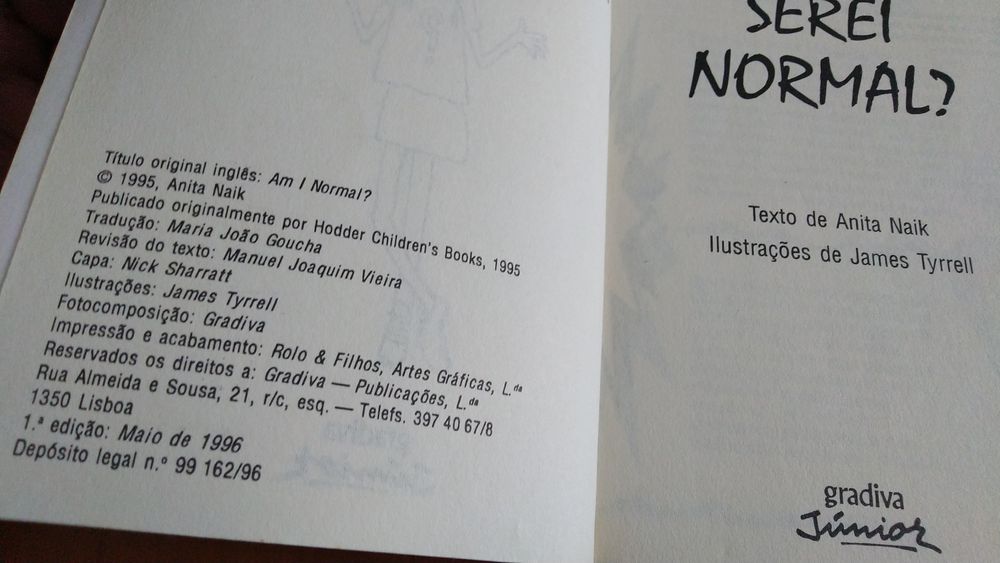 Título original inglês: Am I Normal?
© 1995, Anita Naik
Publicado originalmente por Hodder Children's Books, 1995
Tradução: Maria João Goucha
Revisão do texto: Manuel Joaquim Vieira
Capa: Nick Sharratt
Ilustrações: James Tyrrell
Fotocomposição: Gradiva
Impressão e acabamento: Rolo & Filhos, Artes Gráficas, L.da
Reservados os direitos a: Gradiva — Publicações, L.da
Rua Almeida e Sousa, 21, r/c, esq. — Telefs. 397 40 67/8
1350 Lisboa
1.ª edição: Maio de 1996
Depósito legal n.º 99 162/96
SEREI
NORMAL?
Texto de Anita Naik
Ilustrações de James Tyrrell
gradiva
Júnior